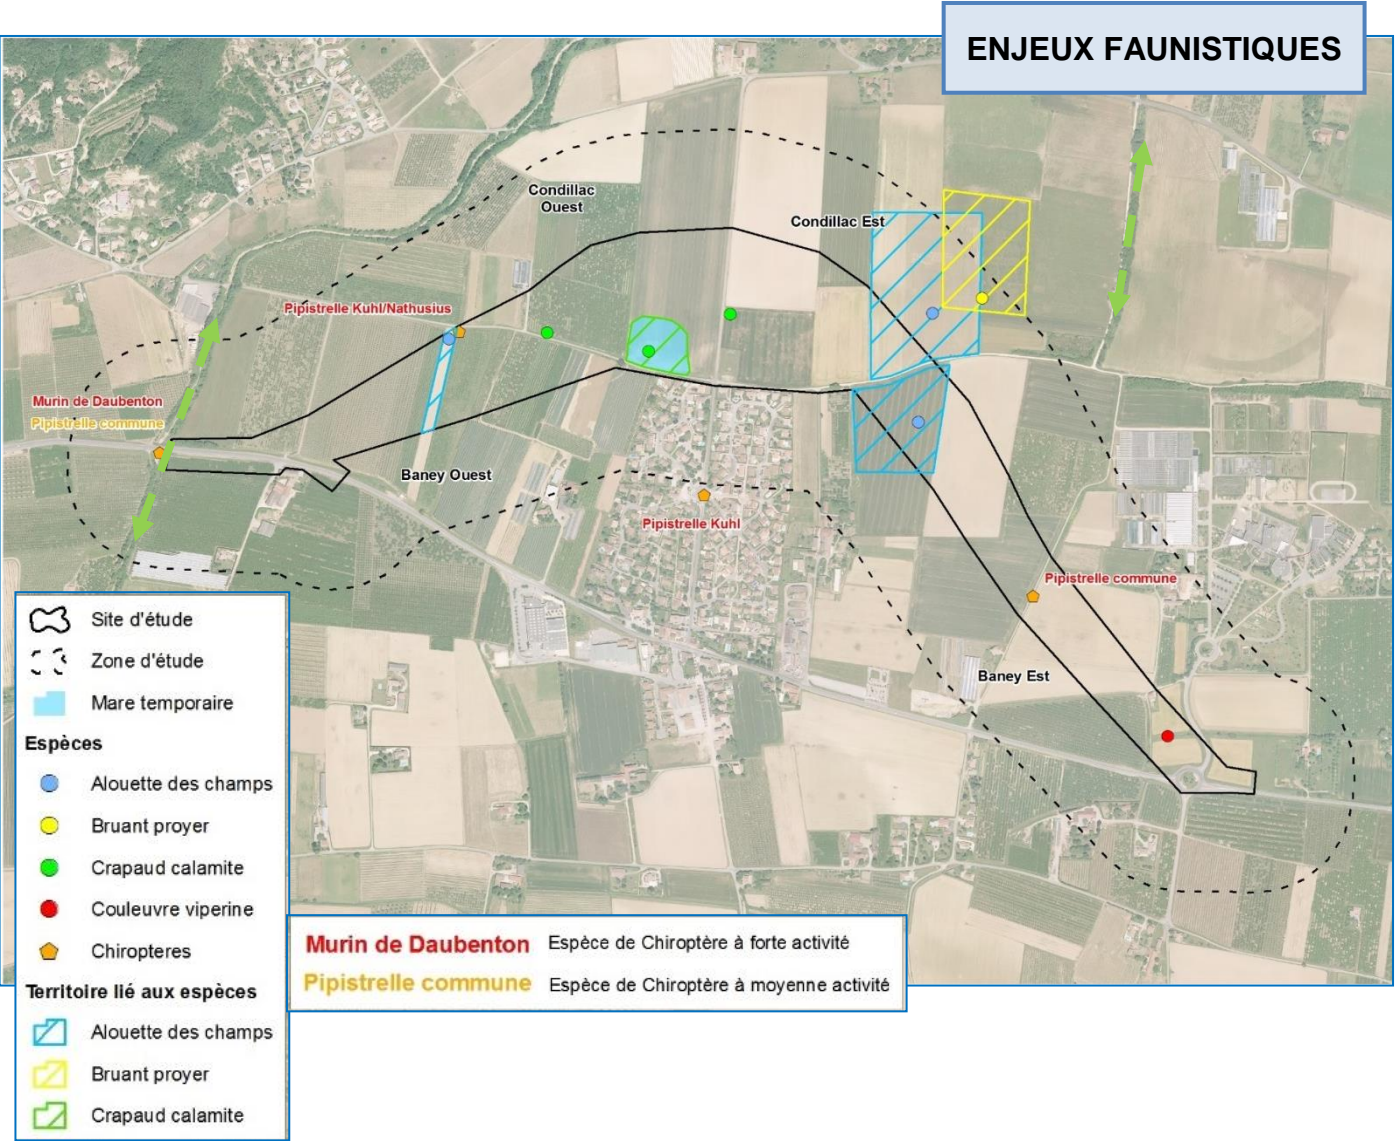 ENJEUX FAUNISTIQUES
Condillac
Ouest
Condillac Est
Pipistrelle Kuhl/Nathusius
Murin de Daubenton
Pipistrelle commune
Baney Ouest
Pipistrelle Kuhl
Pipistrelle commune
Baney Est
Site d'étude
Zone d'étude
Mare temporaire
Espèces
Alouette des champs
Bruant proyer
Crapaud calamite
Couleuvre viperine
Chiropteres
Territoire lié aux espèces
Alouette des champs
Bruant proyer
Crapaud calamite
Murin de Daubenton Espèce de Chiroptère à forte activité
Pipistrelle commune Espèce de Chiroptère à moyenne activité